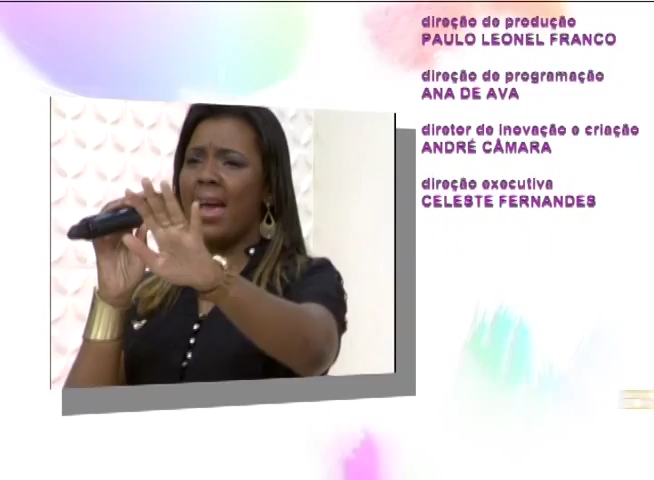 direção de produção
PAULO LEONEL FRANCO
direção de programação
ANA DE AVA
diretor de inovação e criação
ANDRÉ CÂMARA
direção executiva
CELESTE FERNANDES